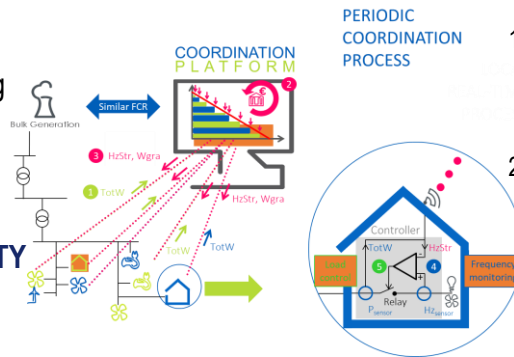 PERIODIC
COORDINATION
PROCESS
1
COORDINATION
PLATFORM
2
g
Similar FCR
Bulk Generation
3 HzStr, Wgra
1 TotW
HzStr, Wgra
2
TotW
TotW
TY
Controller
TotW
HzStr
5
4
control
Frequency
monitoring
Relay
Psensor
Hzsensor